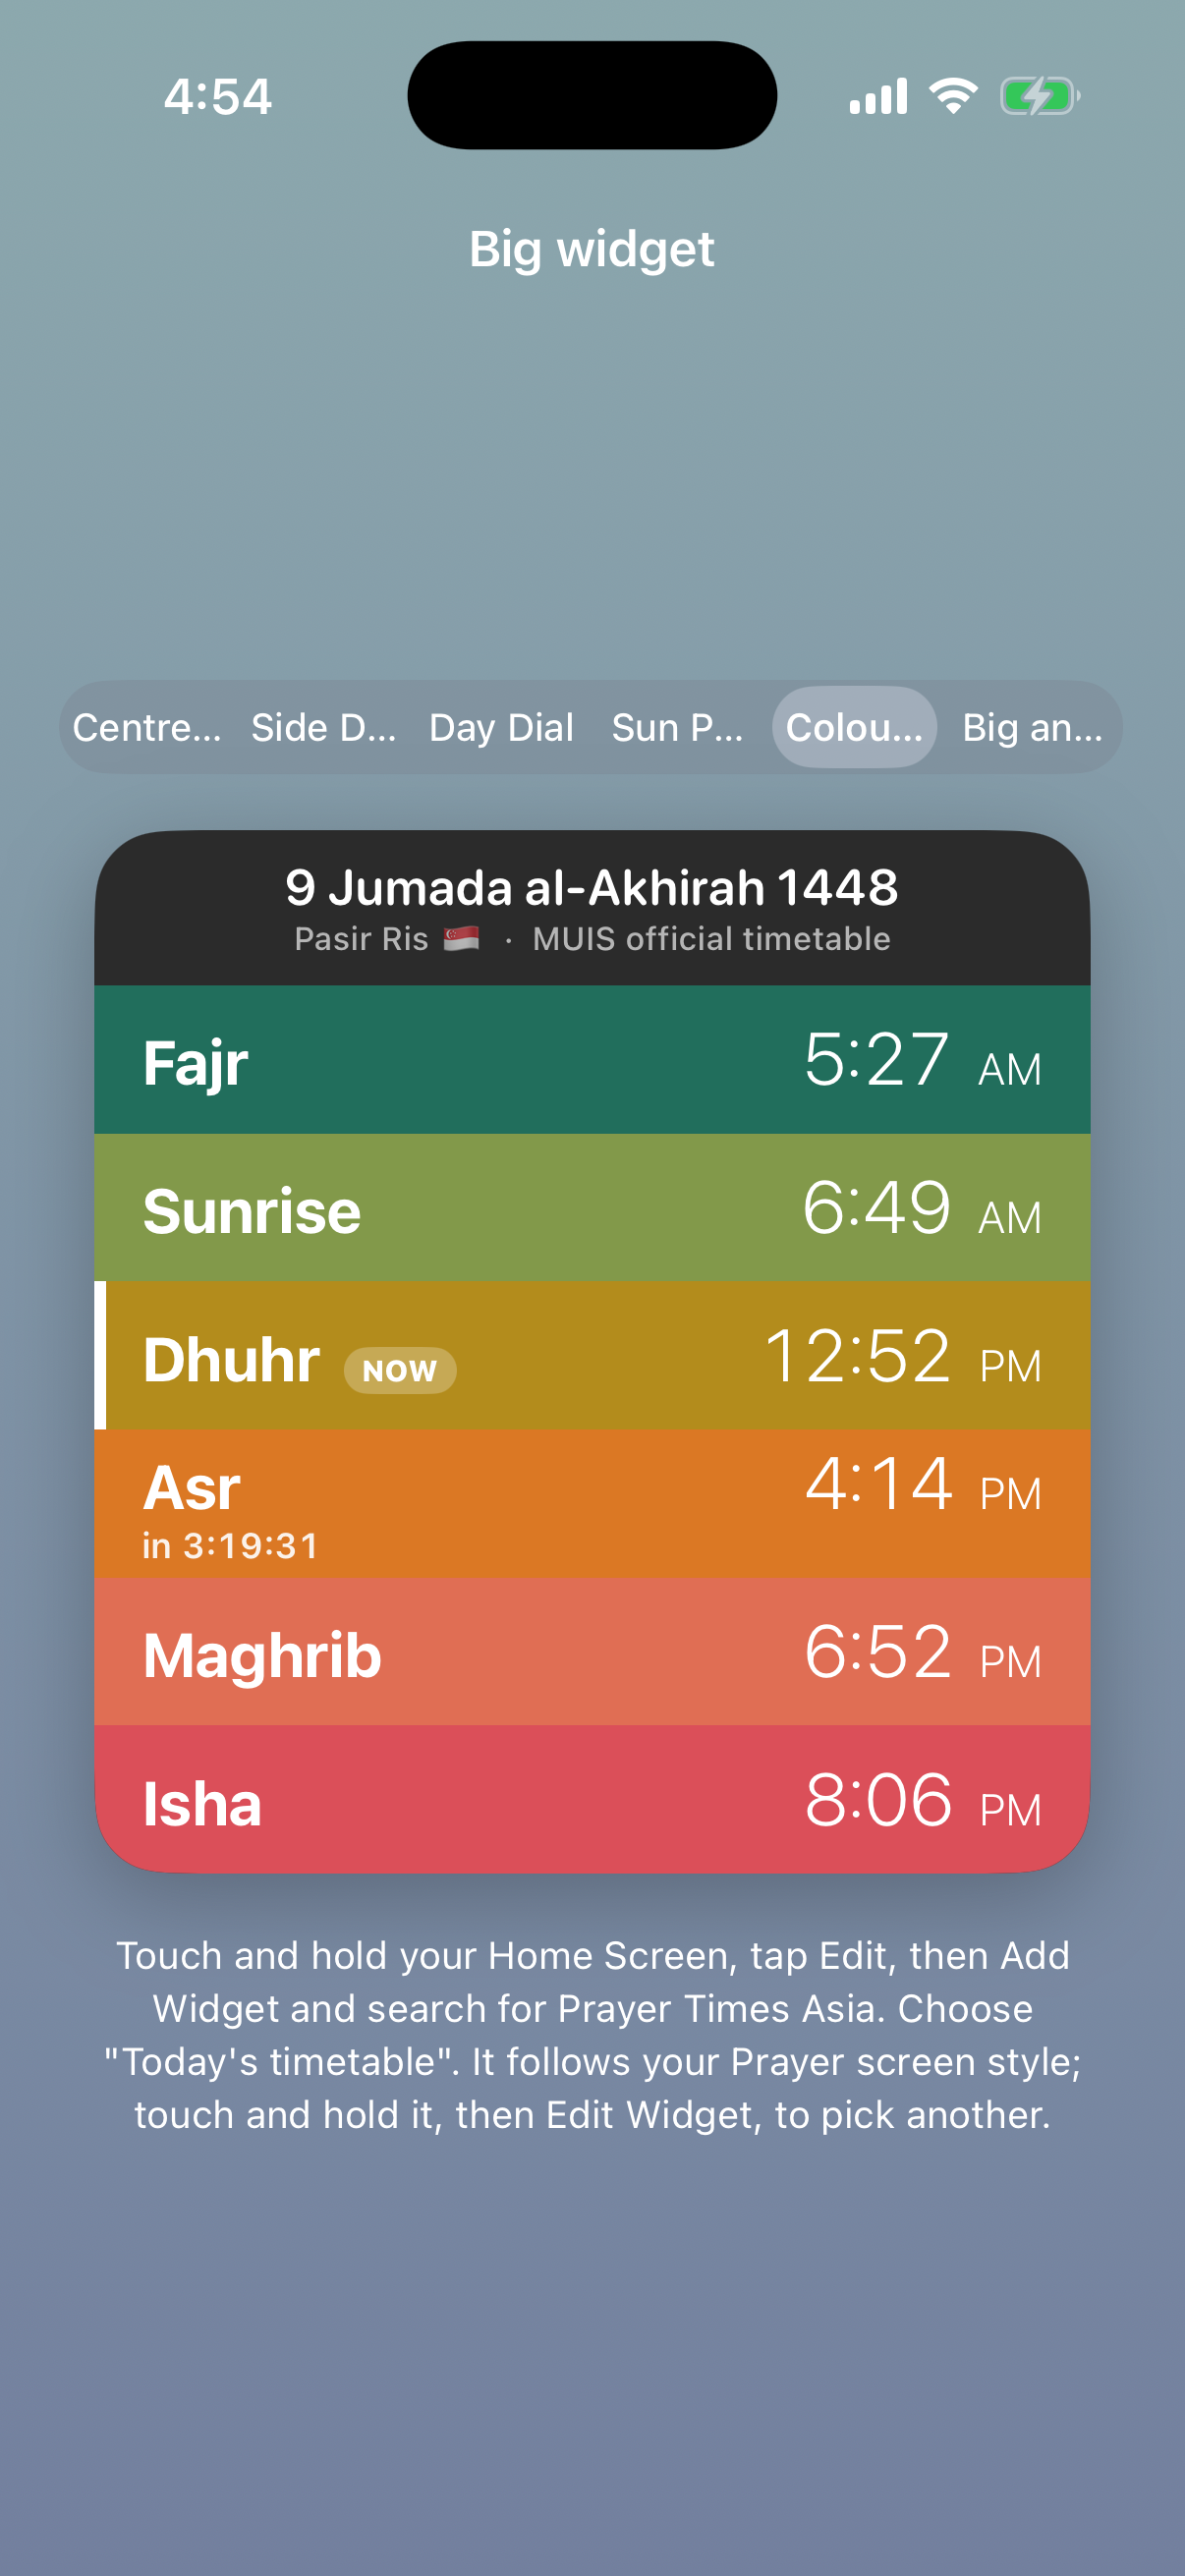 4:54
Big widget
Centre... Side D... Day Dial Sun P... Colou... Big an...
9 Jumada al-Akhirah 1448
Pasir Ris 🇸🇬 · MUIS official timetable
Fajr 5:27 AM
Sunrise 6:49 AM
Dhuhr NOW 12:52 PM
Asr 4:14 PM
in 3:19:31
Maghrib 6:52 PM
Isha 8:06 PM
Touch and hold your Home Screen, tap Edit, then Add
Widget and search for Prayer Times Asia. Choose
"Today's timetable". It follows your Prayer screen style;
touch and hold it, then Edit Widget, to pick another.